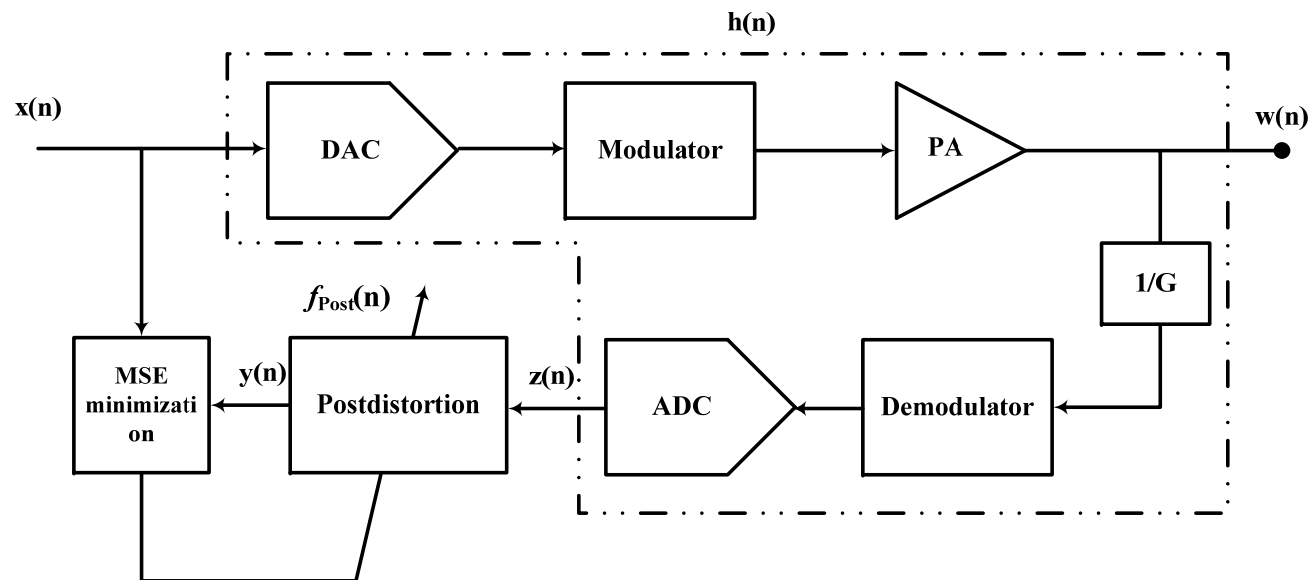 h(n)
x(n)
w(n)
DAC
Modulator
PA
1/G
fPost(n)
MSE
minimizati
on
y(n)
Postdistortion
z(n)
ADC
Demodulator